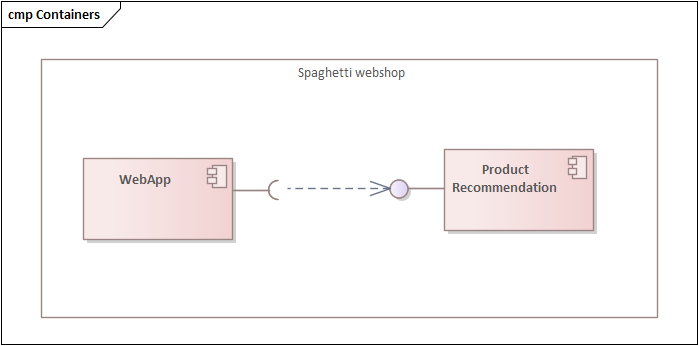 cmp Containers
Spaghetti webshop
WebApp
Product
Recommendation